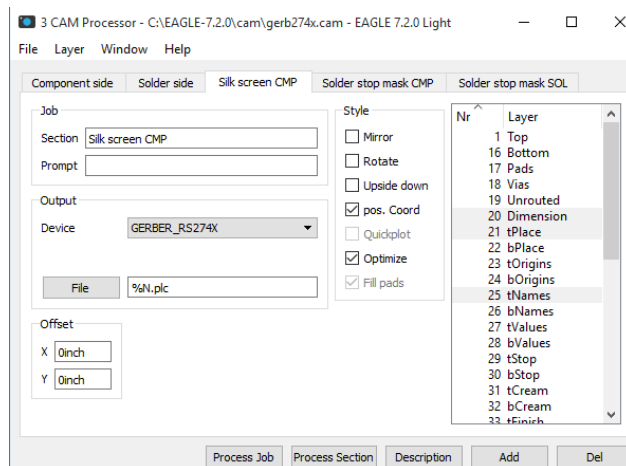 3 CAM Processor - C:\EAGLE-7.2.0\cam\gerb274x.cam - EAGLE 7.2.0 Light
File Layer Window Help
Component side Solder side Silk screen CMP Solder stop mask CMP Solder stop mask SOL
Job
Section Silk screen CMP
Prompt
Output
Device GERBER_RS274X
File %N.plc
Offset
X 0inch
Y 0inch
Style
Mirror
Rotate
Upside down
pos. Coord
Quickplot
Optimize
Fill pads
Nr Layer
1 Top
16 Bottom
17 Pads
18 Vias
19 Unrouted
20 Dimension
21 tPlace
22 bPlace
23 tOrigins
24 bOrigins
25 tNames
26 bNames
27 tValues
28 bValues
29 tStop
30 bStop
31 tCream
32 bCream
33 tFinish
Process Job Process Section Description Add Del